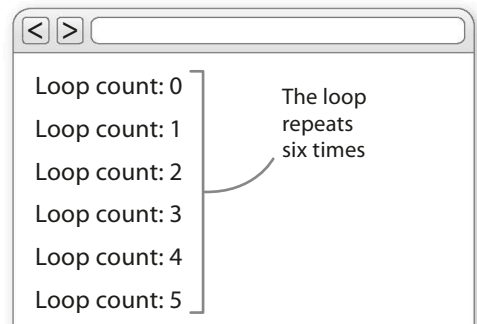 < >
Loop count: 0
Loop count: 1
Loop count: 2
Loop count: 3
Loop count: 4
Loop count: 5
The loop
repeats
six times